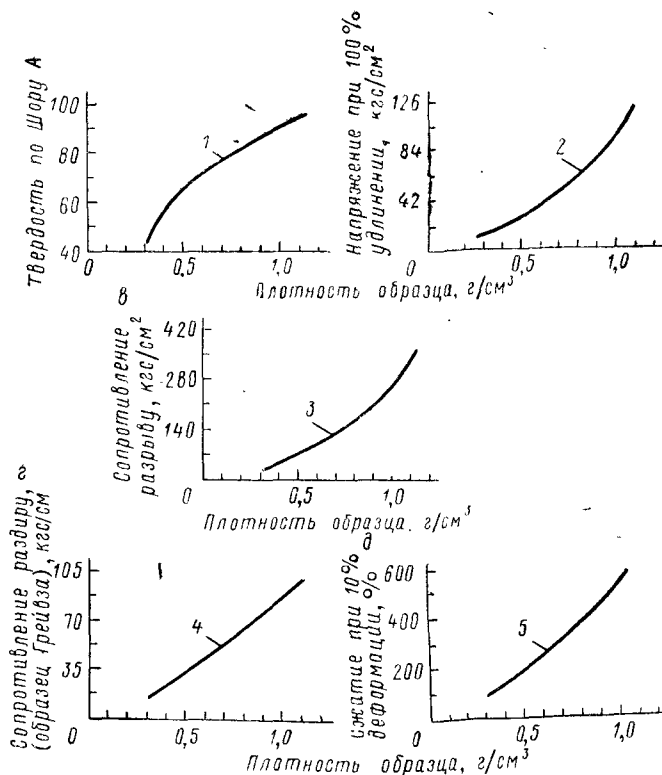 Твердость по Шору А
100
80
60
40
0
0,5
1,0
1
Напряжение при 100%
удлинении, кгс/см²
126
84
42
0
0,5
1,0
2
Плотность образца, г/см³
в
Сопротивление
разрыву, кгс/см²
420
280
140
0
0,5
1,0
3
Плотность образца, г/см³
г
Сопротивление раздиру,
(образец Грейвза), кгс/см
105
70
35
0
0,5
1,0
4
д
Сжатие при 10%
деформации, %
600
400
200
0
0,5
1,0
5
Плотность образца, г/см³